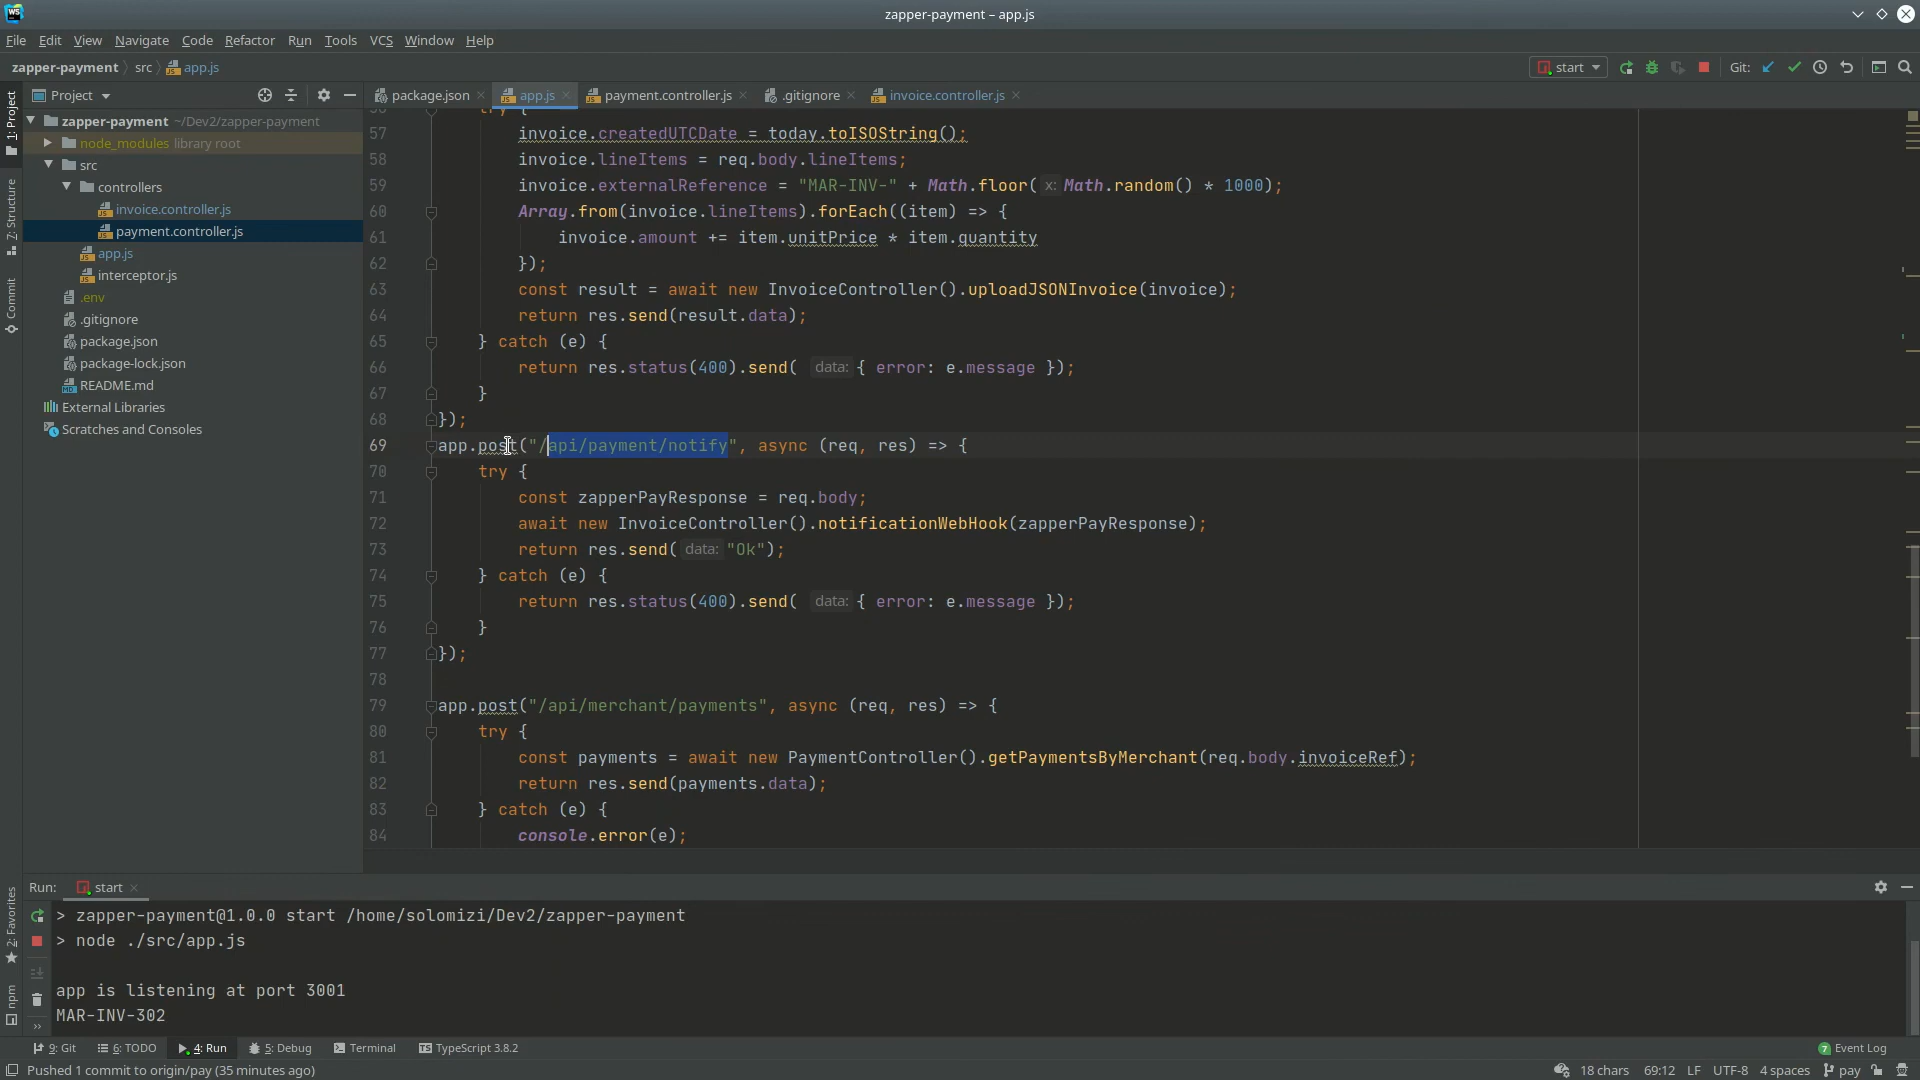 WS
zapper-payment – app.js
File Edit View Navigate Code Refactor Run Tools VCS Window Help
zapper-payment src app.js
start Git:
Project
package.json app.js payment.controller.js .gitignore invoice.controller.js
1: Project
7: Structure
Commit
2: Favorites
npm
zapper-payment ~/Dev2/zapper-payment
node_modules library root
src
controllers
invoice.controller.js
payment.controller.js
app.js
interceptor.js
.env
.gitignore
package.json
package-lock.json
README.md
External Libraries
Scratches and Consoles
57 invoice.createdUTCDate = today.toISOString();
58 invoice.lineItems = req.body.lineItems;
59 invoice.externalReference = "MAR-INV-" + Math.floor( x: Math.random() * 1000);
60 Array.from(invoice.lineItems).forEach((item) => {
61 invoice.amount += item.unitPrice * item.quantity
62 });
63 const result = await new InvoiceController().uploadJSONInvoice(invoice);
64 return res.send(result.data);
65 } catch (e) {
66 return res.status(400).send( data: { error: e.message });
67 }
68 });
69 app.post("/api/payment/notify", async (req, res) => {
70 try {
71 const zapperPayResponse = req.body;
72 await new InvoiceController().notificationWebHook(zapperPayResponse);
73 return res.send( data: "Ok");
74 } catch (e) {
75 return res.status(400).send( data: { error: e.message });
76 }
77 });
78
79 app.post("/api/merchant/payments", async (req, res) => {
80 try {
81 const payments = await new PaymentController().getPaymentsByMerchant(req.body.invoiceRef);
82 return res.send(payments.data);
83 } catch (e) {
84 console.error(e);
Run: start
> zapper-payment@1.0.0 start /home/solomizi/Dev2/zapper-payment
> node ./src/app.js
app is listening at port 3001
MAR-INV-302
9: Git 6: TODO 4: Run 5: Debug Terminal TypeScript 3.8.2 7 Event Log
Pushed 1 commit to origin/pay (35 minutes ago) 18 chars 69:12 LF UTF-8 4 spaces pay